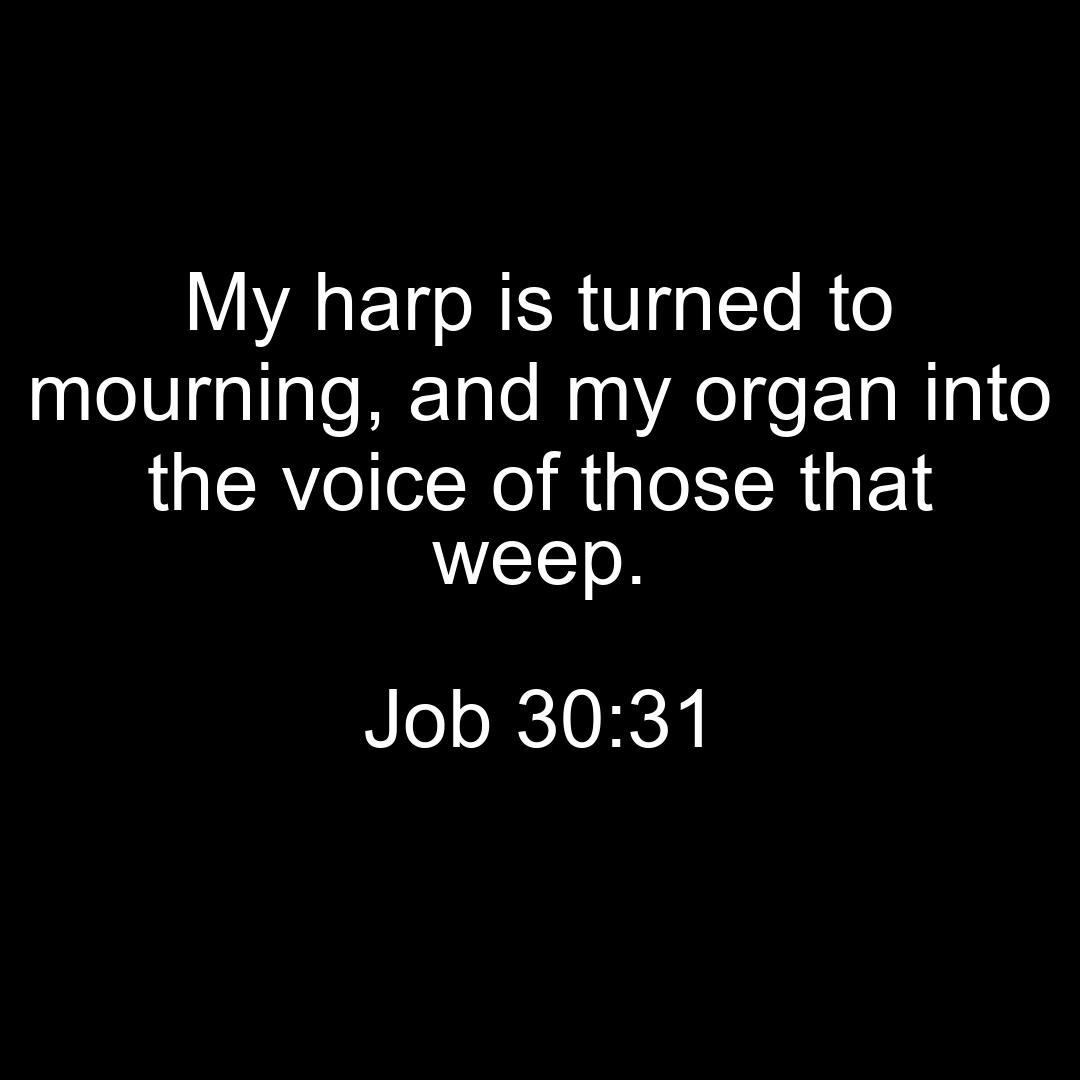 My harp is turned to
mourning, and my organ into
the voice of those that
weep.
Job 30:31